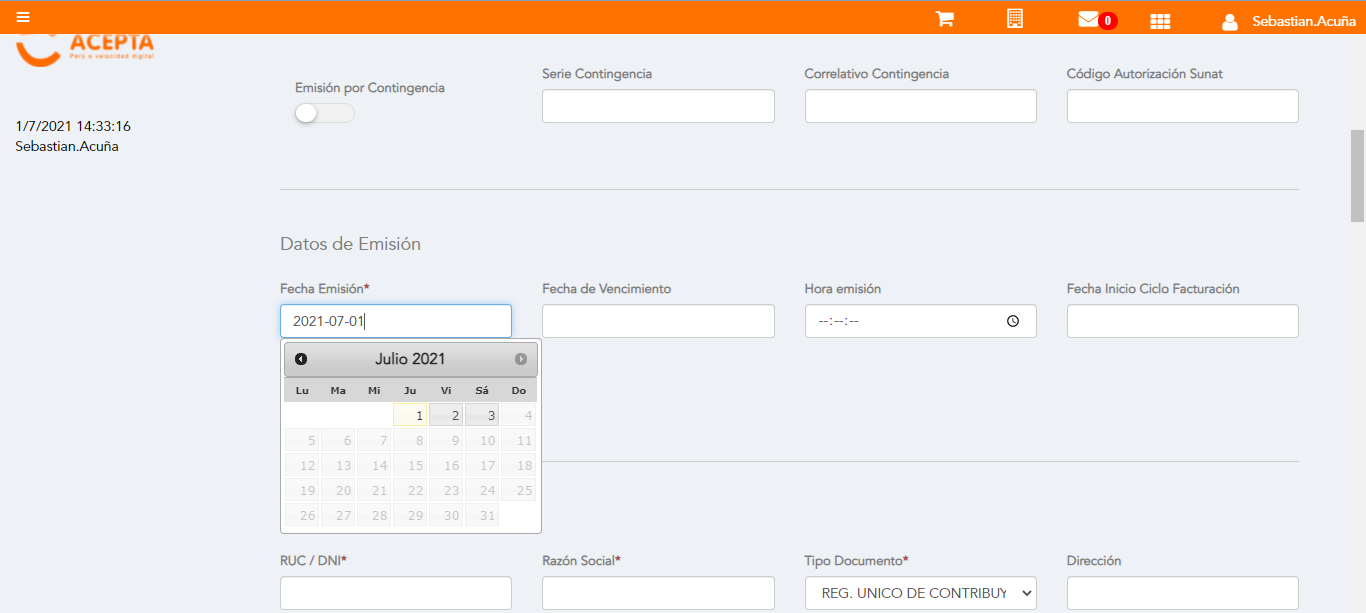 0
Sebastian.Acuña
ACEPTA
Perú a velocidad digital
1/7/2021 14:33:16
Sebastian.Acuña
Emisión por Contingencia
Serie Contingencia
Correlativo Contingencia
Código Autorización Sunat
Datos de Emisión
Fecha Emisión*
Fecha de Vencimiento
Hora emisión
Fecha Inicio Ciclo Facturación
2021-07-01
--:--:--
Julio 2021
Lu Ma Mi Ju Vi Sá Do
1 2 3 4
5 6 7 8 9 10 11
12 13 14 15 16 17 18
19 20 21 22 23 24 25
26 27 28 29 30 31
RUC / DNI*
Razón Social*
Tipo Documento*
Dirección
REG. UNICO DE CONTRIBUY